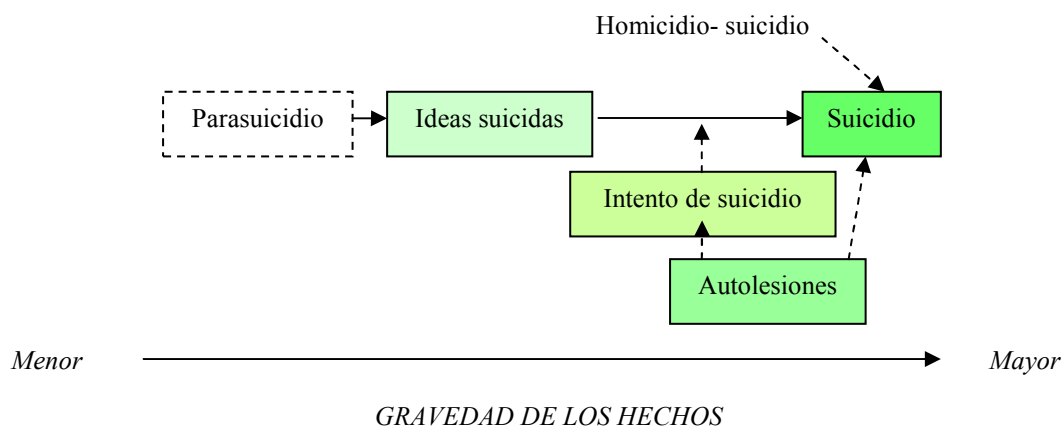 Homicidio- suicidio
Parasuicidio
Ideas suicidas
Suicidio
Intento de suicidio
Autolesiones
Menor
Mayor
GRAVEDAD DE LOS HECHOS